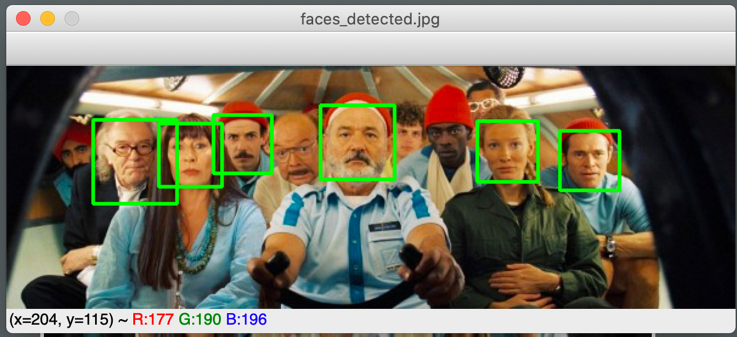 faces_detected.jpg
(x=204, y=115) ~ R:177 G:190 B:196